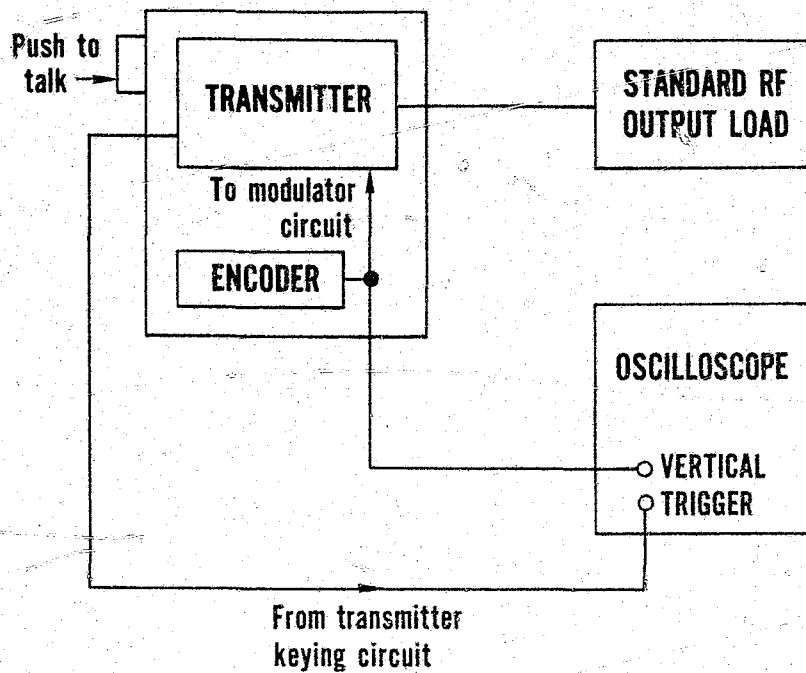 Push to
talk
TRANSMITTER
STANDARD RF
OUTPUT LOAD
To modulator
circuit
ENCODER
OSCILLOSCOPE
VERTICAL
TRIGGER
From transmitter
keying circuit